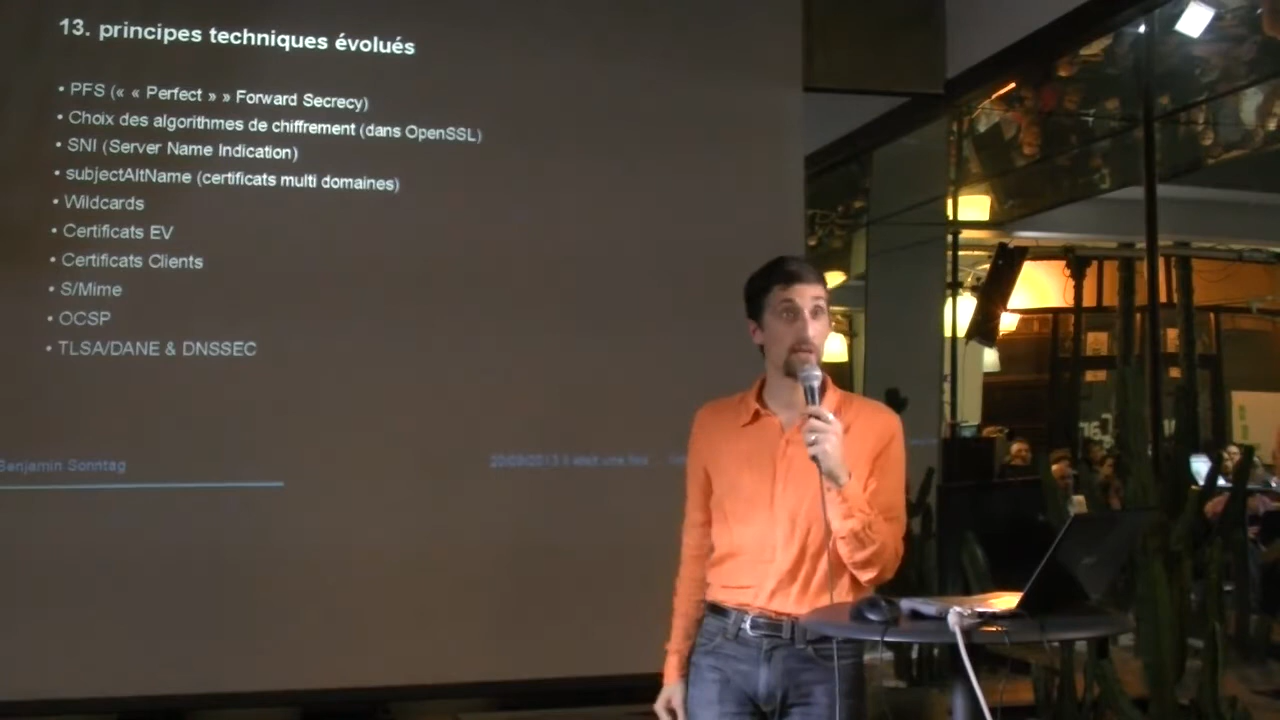 13. principes techniques évolués
• PFS (« « Perfect » » Forward Secrecy)
• Choix des algorithmes de chiffrement (dans OpenSSL)
• SNI (Server Name Indication)
• subjectAltName (certificats multi domaines)
• Wildcards
• Certificats EV
• Certificats Clients
• S/Mime
• OCSP
• TLSA/DANE & DNSSEC
Benjamin Sonntag